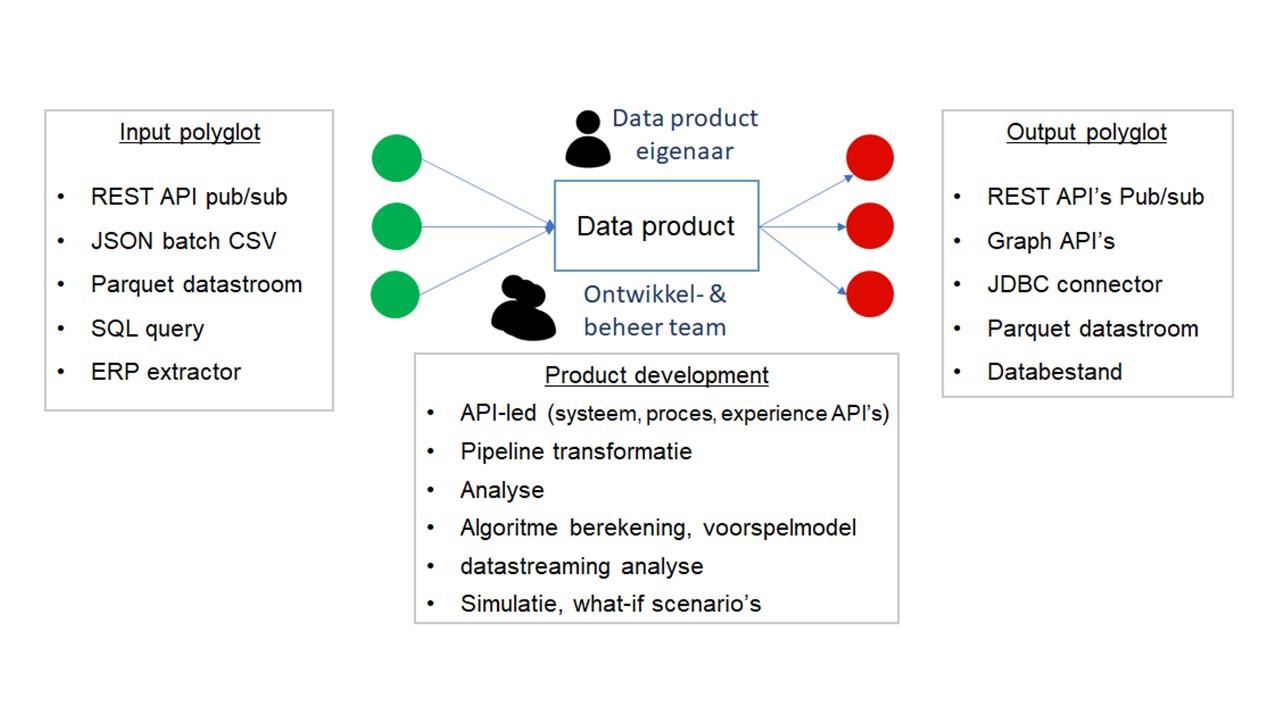 Input polyglot
• REST API pub/sub
• JSON batch CSV
• Parquet datastroom
• SQL query
• ERP extractor
Data product
eigenaar
Data product
Ontwikkel- &
beheer team
Product development
• API-led (systeem, proces, experience API’s)
• Pipeline transformatie
• Analyse
• Algoritme berekening, voorspelmodel
• datastreaming analyse
• Simulatie, what-if scenario’s
Output polyglot
• REST API’s Pub/sub
• Graph API’s
• JDBC connector
• Parquet datastroom
• Databestand